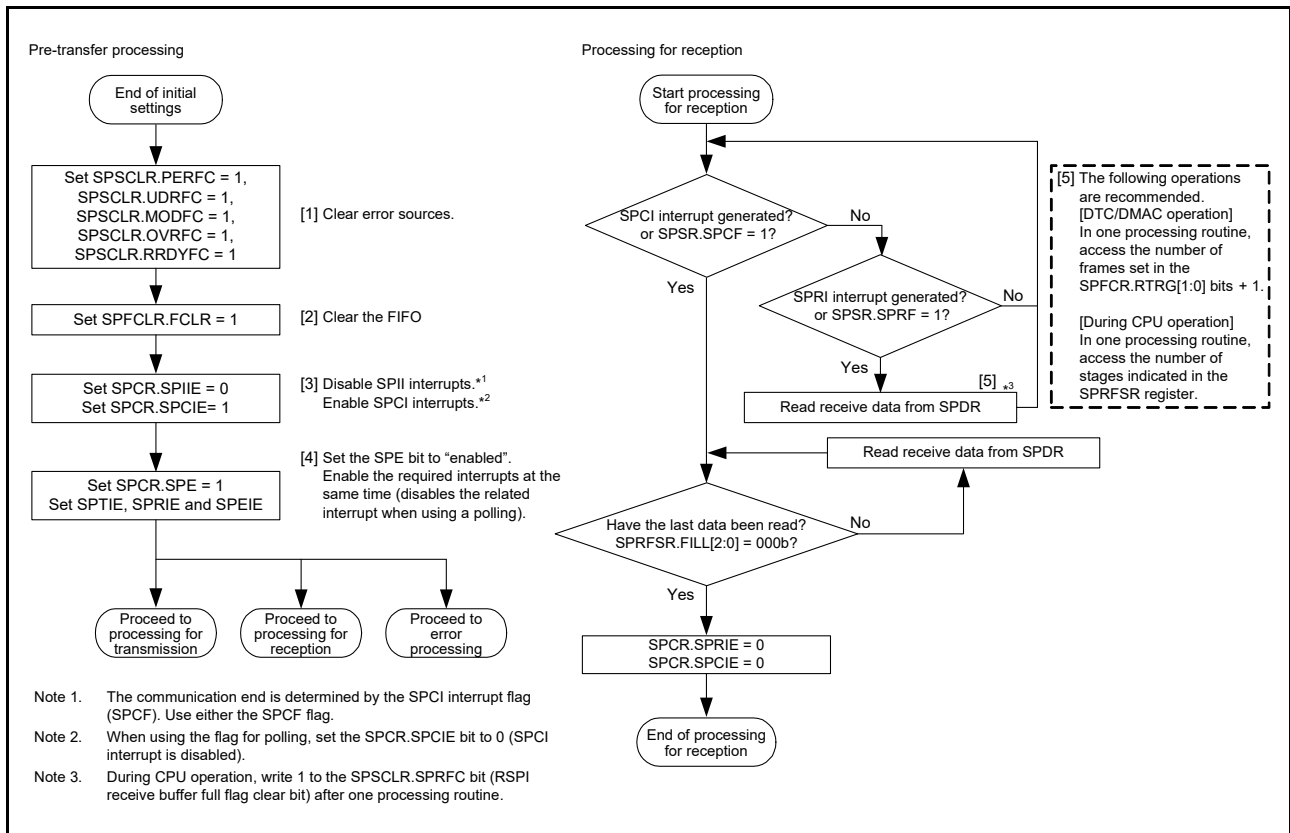 Pre-transfer processing
End of initial
settings
Set SPSCLR.PERFC = 1,
SPSCLR.UDRFC = 1,
SPSCLR.MODFC = 1,
SPSCLR.OVRFC = 1,
SPSCLR.RRDYFC = 1
[1] Clear error sources.
Set SPFCLR.FCLR = 1
[2] Clear the FIFO
Set SPCR.SPIIE = 0
Set SPCR.SPCIE= 1
[3] Disable SPII interrupts.*1
Enable SPCI interrupts.*2
[4] Set the SPE bit to “enabled”.
Enable the required interrupts at the
same time (disables the related
interrupt when using a polling).
Set SPCR.SPE = 1
Set SPTIE, SPRIE and SPEIE
Proceed to
processing for
transmission
Proceed to
processing for
reception
Proceed to
error
processing
Processing for reception
Start processing
for reception
SPCI interrupt generated?
or SPSR.SPCF = 1?
No
Yes
SPRI interrupt generated?
or SPSR.SPRF = 1?
No
Yes
[5] *3
Read receive data from SPDR
[5] The following operations
are recommended.
[DTC/DMAC operation]
In one processing routine,
access the number of
frames set in the
SPFCR.RTRG[1:0] bits + 1.
[During CPU operation]
In one processing routine,
access the number of
stages indicated in the
SPRFSR register.
Read receive data from SPDR
Have the last data been read?
SPRFSR.FILL[2:0] = 000b?
No
Yes
SPCR.SPRIE = 0
SPCR.SPCIE = 0
End of processing
for reception
Note 1. The communication end is determined by the SPCI interrupt flag
(SPCF). Use either the SPCF flag.
Note 2. When using the flag for polling, set the SPCR.SPCIE bit to 0 (SPCI
interrupt is disabled).
Note 3. During CPU operation, write 1 to the SPSCLR.SPRFC bit (RSPI
receive buffer full flag clear bit) after one processing routine.